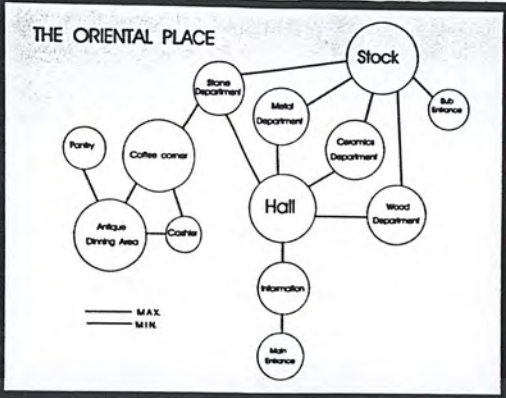 THE ORIENTAL PLACE
Stock
Stone
Department
Metal
Department
Sub
Entrance
Pantry
Coffee corner
Ceramics
Department
Hall
Wood
Department
Antique
Dinning Area
Cashier
Information
MAX.
MIN.
Main
Entrance